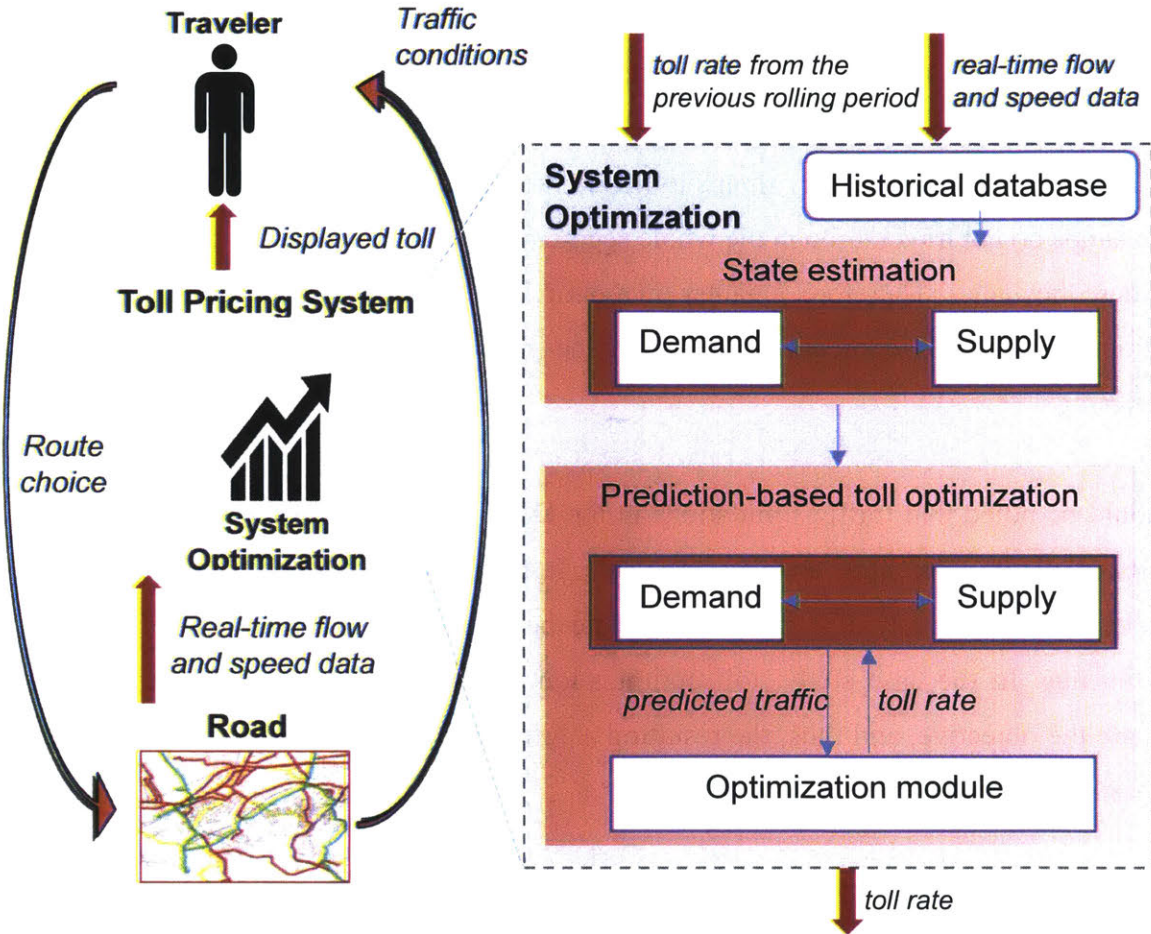 Traveler
Traffic
conditions
Displayed toll
Toll Pricing System
Route
choice
System
Optimization
Real-time flow
and speed data
Road
toll rate from the
previous rolling period
real-time flow
and speed data
System
Optimization
Historical database
State estimation
Demand
Supply
Prediction-based toll optimization
Demand
Supply
predicted traffic
toll rate
Optimization module
toll rate